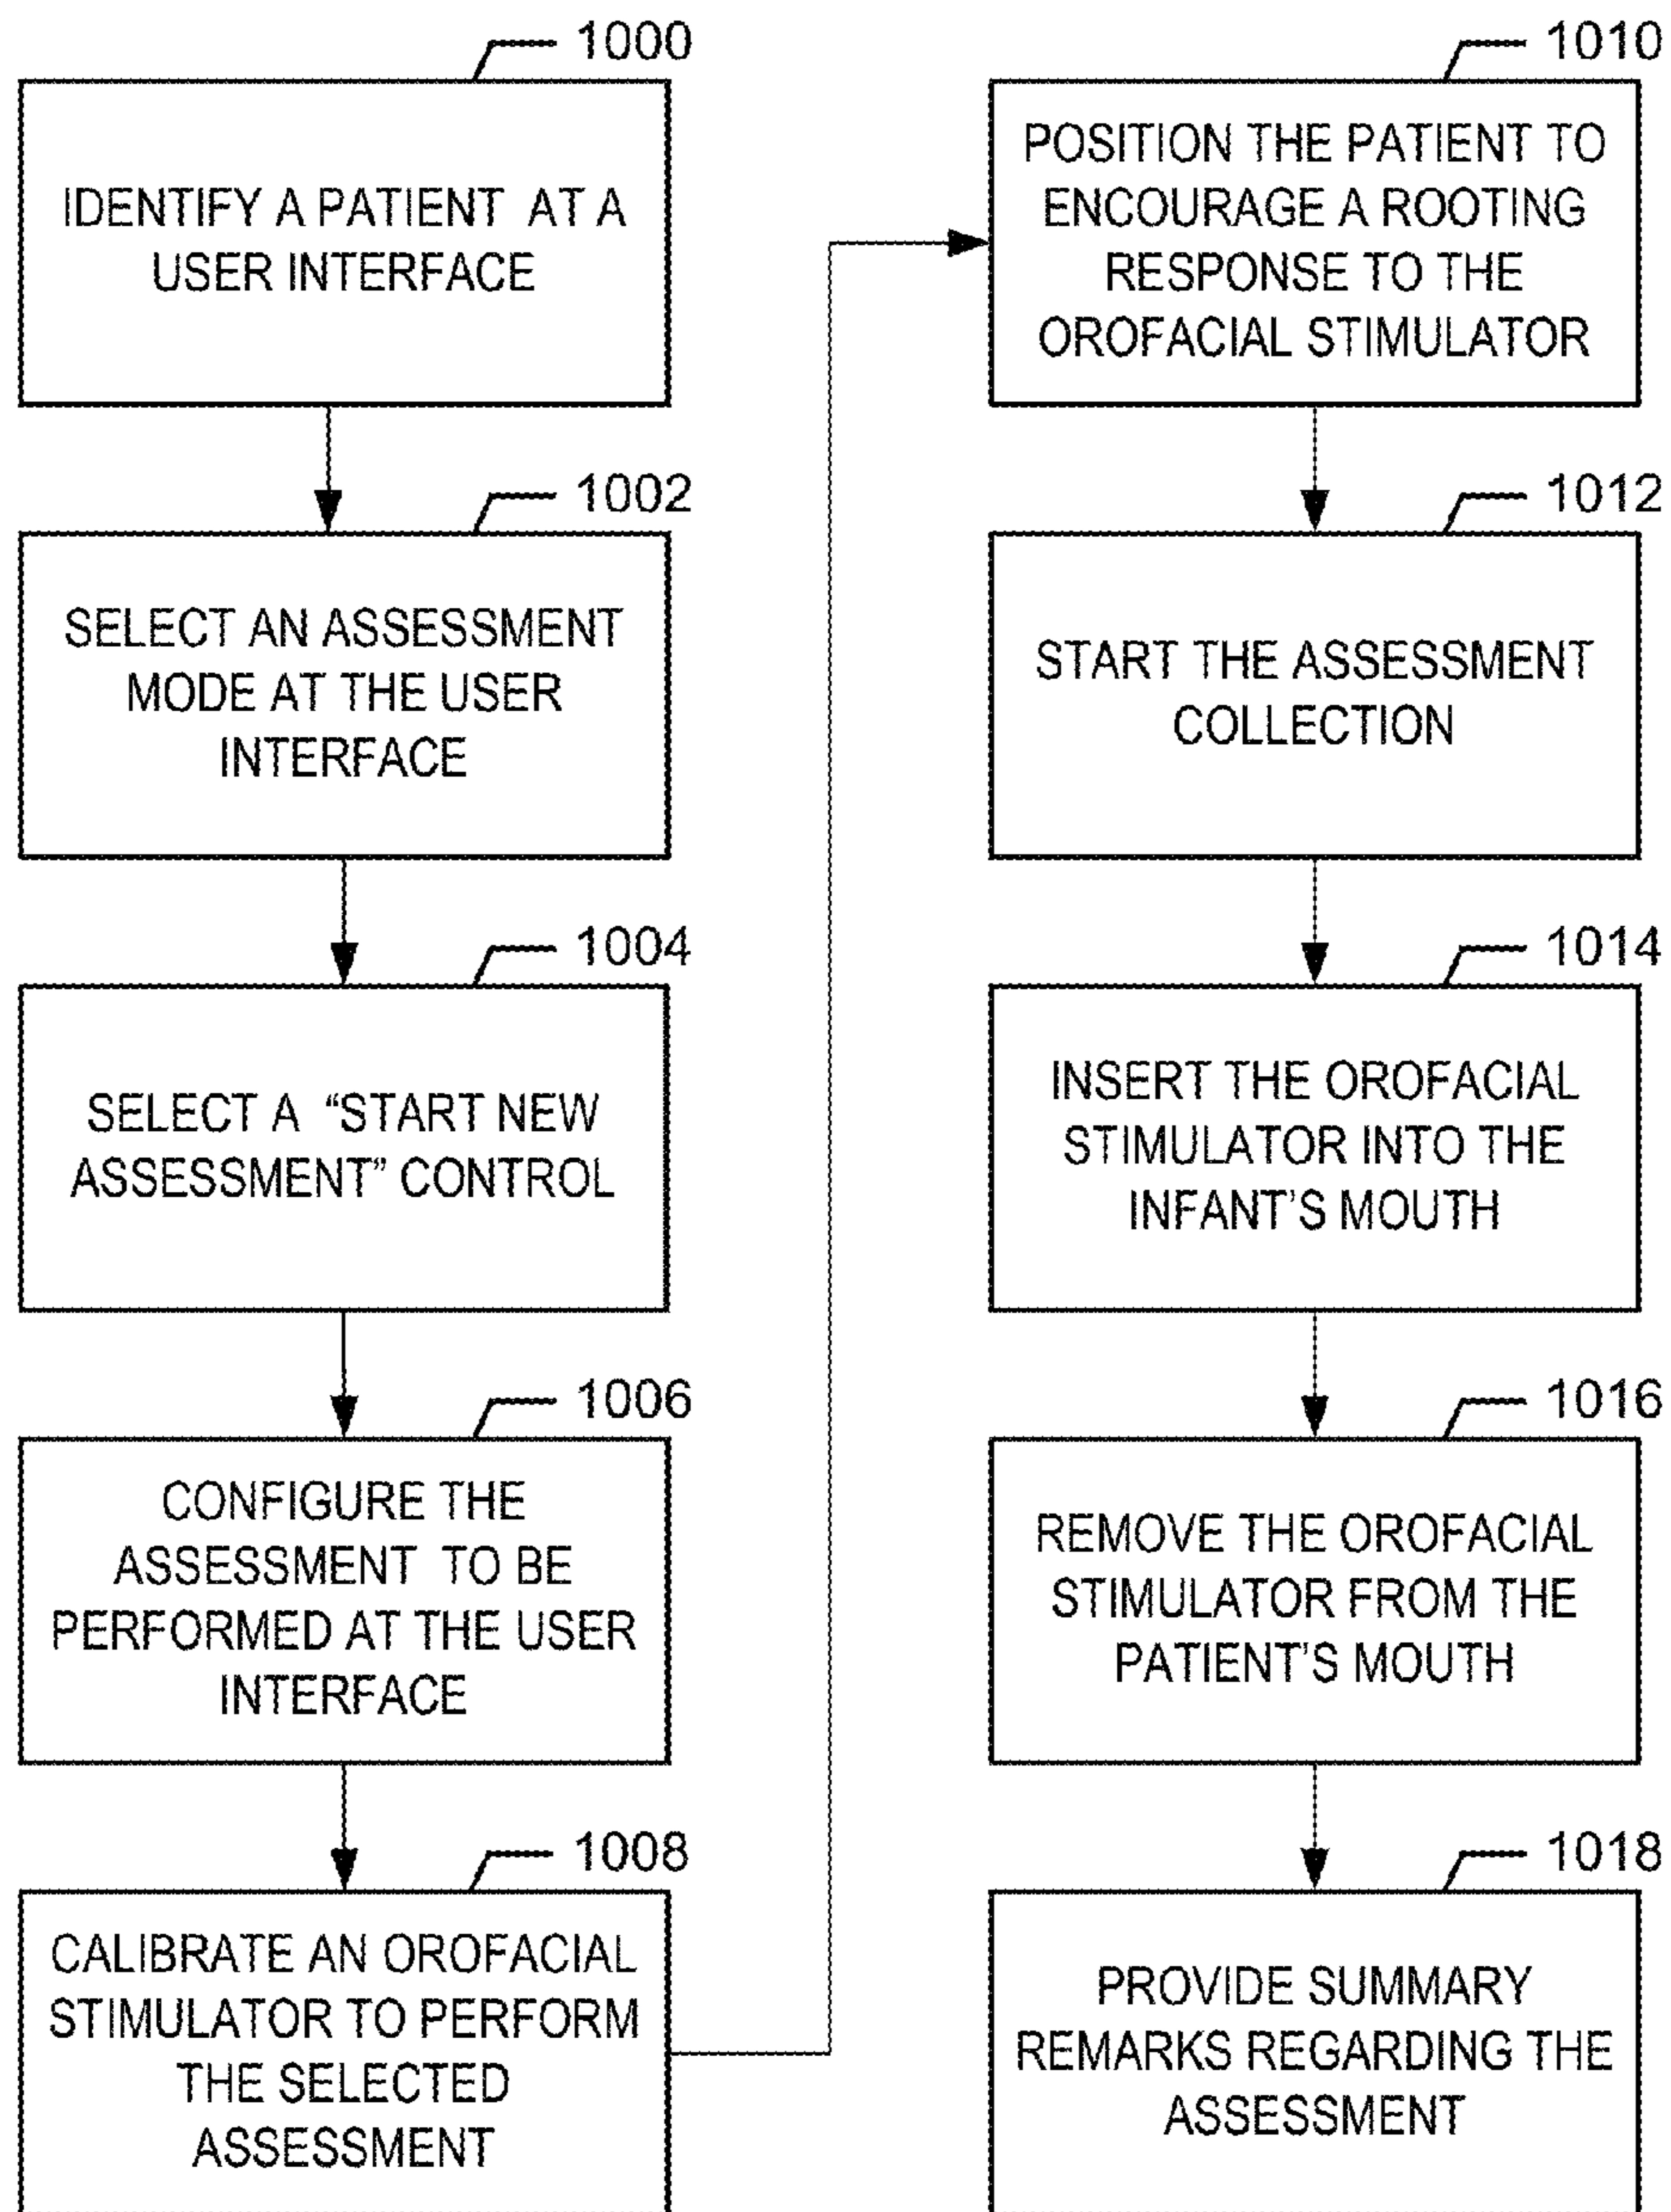 1000
IDENTIFY A PATIENT AT A
USER INTERFACE
1002
SELECT AN ASSESSMENT
MODE AT THE USER
INTERFACE
1004
SELECT A “START NEW
ASSESSMENT” CONTROL
1006
CONFIGURE THE
ASSESSMENT TO BE
PERFORMED AT THE USER
INTERFACE
1008
CALIBRATE AN OROFACIAL
STIMULATOR TO PERFORM
THE SELECTED
ASSESSMENT
1010
POSITION THE PATIENT TO
ENCOURAGE A ROOTING
RESPONSE TO THE
OROFACIAL STIMULATOR
1012
START THE ASSESSMENT
COLLECTION
1014
INSERT THE OROFACIAL
STIMULATOR INTO THE
INFANT’S MOUTH
1016
REMOVE THE OROFACIAL
STIMULATOR FROM THE
PATIENT’S MOUTH
1018
PROVIDE SUMMARY
REMARKS REGARDING THE
ASSESSMENT